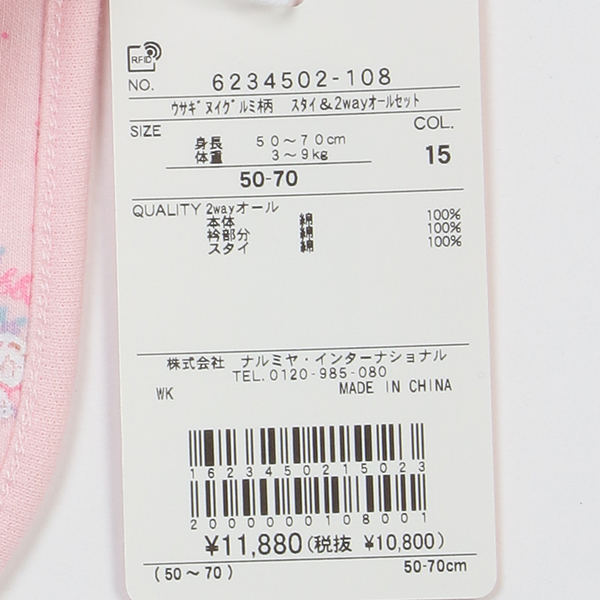 RFID
NO. 6234502-108
ウサギヌイグルミ柄 スタイ&2wayオールセット
SIZE COL.
身長 50～70cm
体重 3～9kg 15
50-70
QUALITY 2wayオール
本体 綿 100%
衿部分 綿 100%
スタイ 綿 100%
株式会社 ナルミヤ・インターナショナル
TEL.0120-985-080
WK MADE IN CHINA
1623450215023
2000000108001
¥11,880(税抜 ¥10,800)
(50～70) 50-70cm